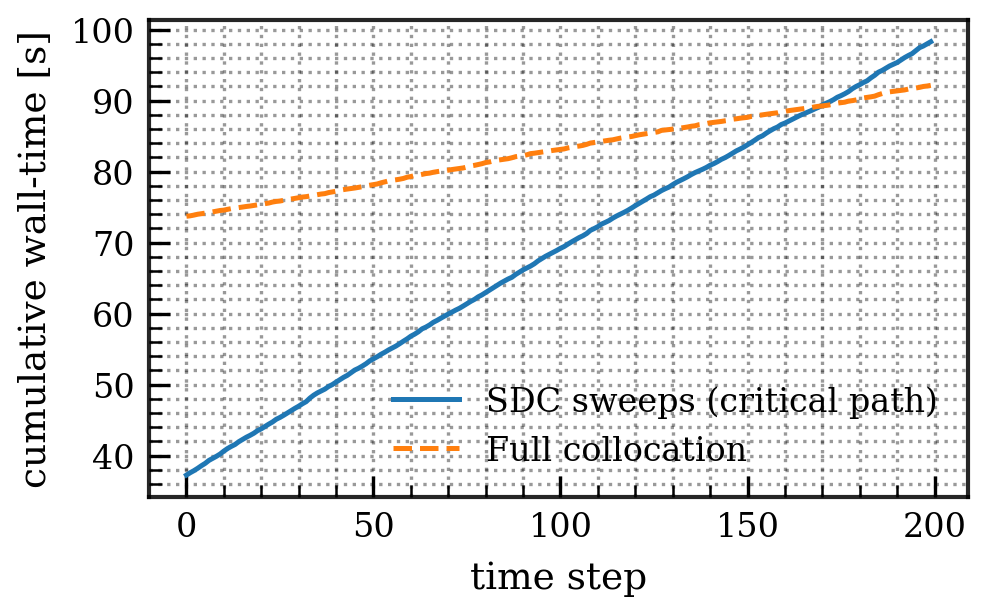 cumulative wall-time [s]
100
90
80
70
60
50
40
SDC sweeps (critical path)
Full collocation
0 50 100 150 200
time step